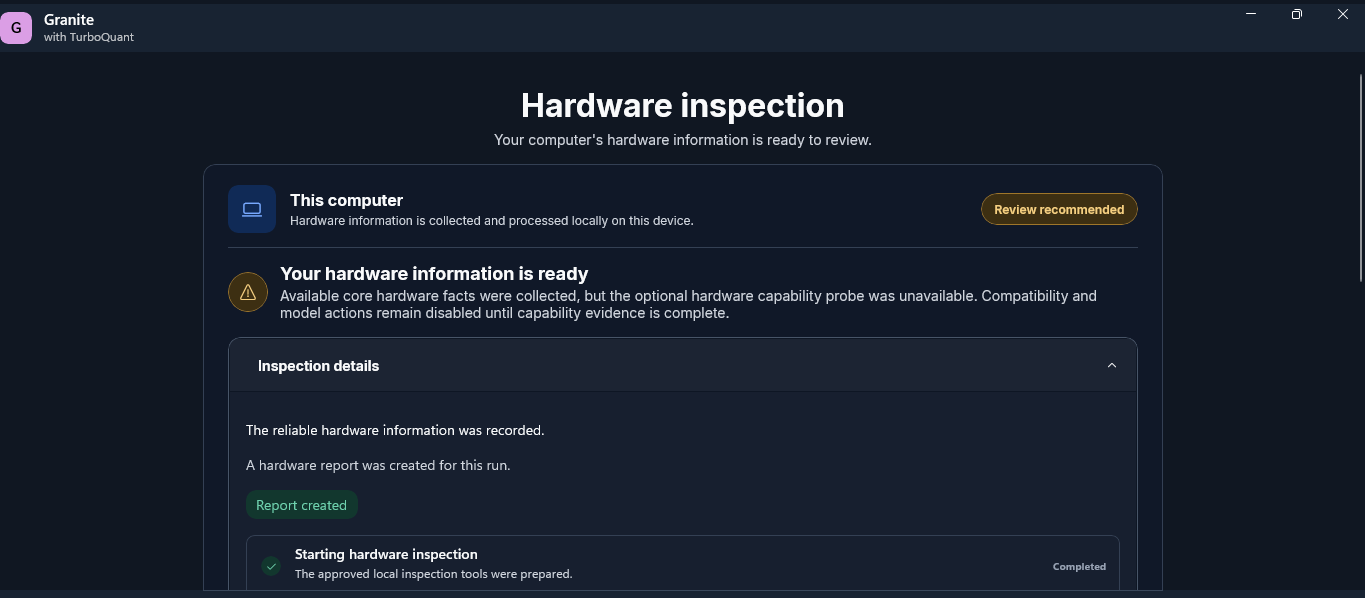 G
Granite
with TurboQuant
Hardware inspection
Your computer's hardware information is ready to review.
This computer
Hardware information is collected and processed locally on this device.
Review recommended
Your hardware information is ready
Available core hardware facts were collected, but the optional hardware capability probe was unavailable. Compatibility and
model actions remain disabled until capability evidence is complete.
Inspection details
The reliable hardware information was recorded.
A hardware report was created for this run.
Report created
Starting hardware inspection
The approved local inspection tools were prepared.
Completed